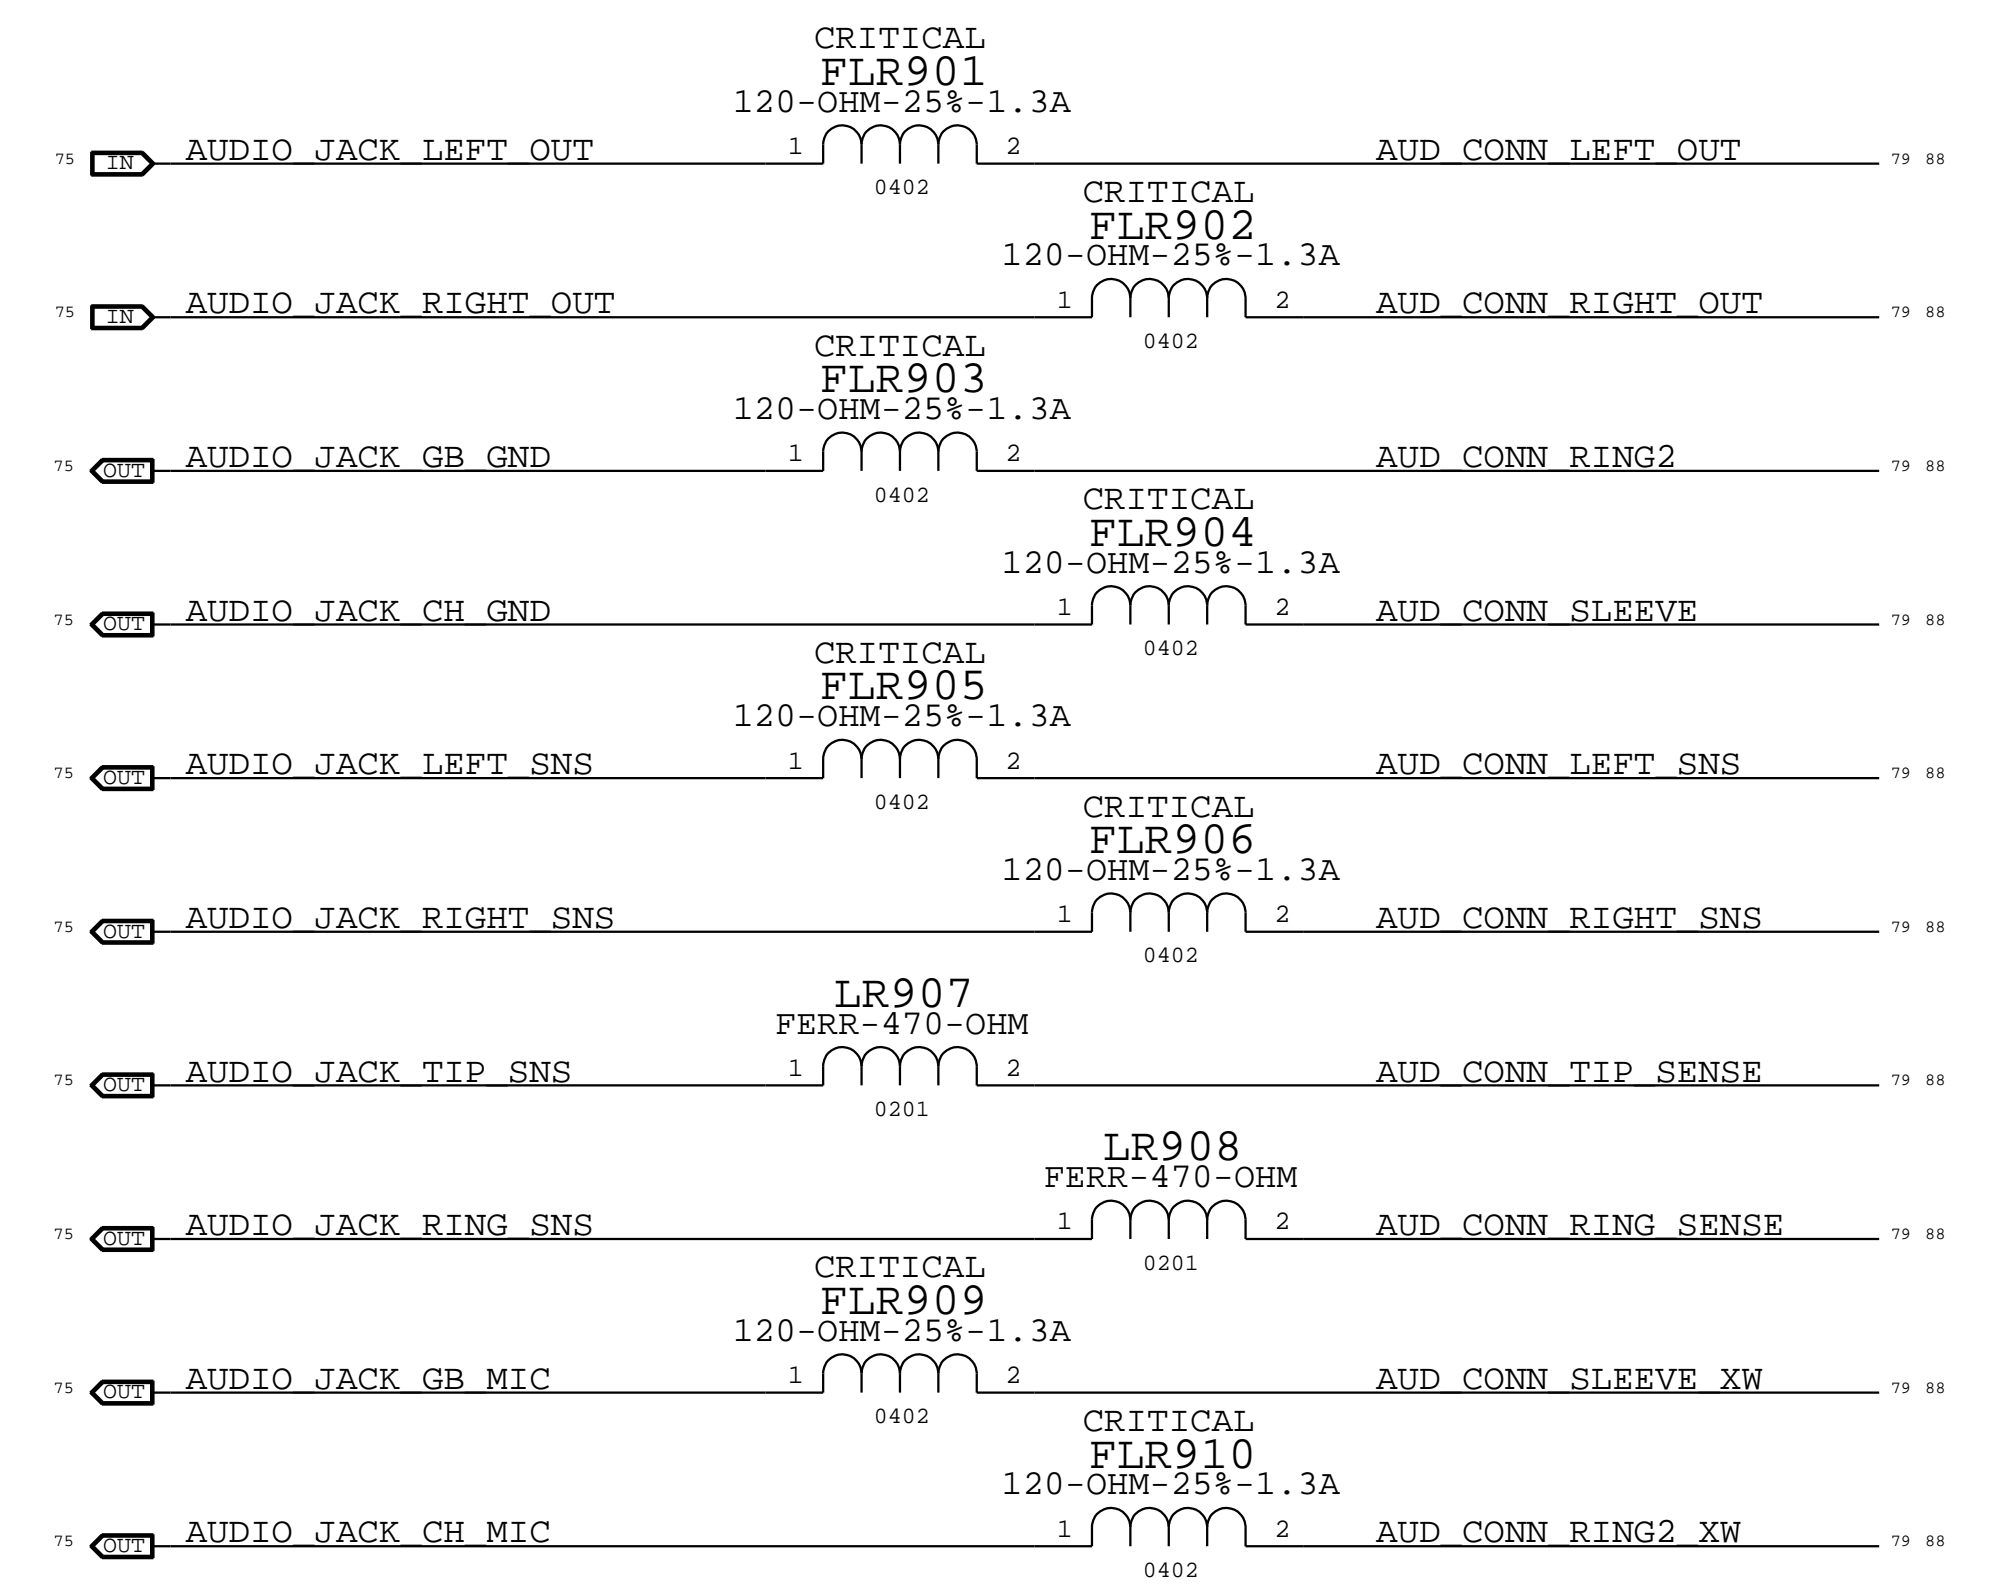 CRITICAL
FLR901
120-OHM-25%-1.3A
75 IN AUDIO_JACK_LEFT_OUT 1 2 AUD_CONN_LEFT_OUT 79 88
0402
CRITICAL
FLR902
120-OHM-25%-1.3A
75 IN AUDIO_JACK_RIGHT_OUT 1 2 AUD_CONN_RIGHT_OUT 79 88
0402
CRITICAL
FLR903
120-OHM-25%-1.3A
75 OUT AUDIO_JACK_GB_GND 1 2 AUD_CONN_RING2 79 88
0402
CRITICAL
FLR904
120-OHM-25%-1.3A
75 OUT AUDIO_JACK_CH_GND 1 2 AUD_CONN_SLEEVE 79 88
0402
CRITICAL
FLR905
120-OHM-25%-1.3A
75 OUT AUDIO_JACK_LEFT_SNS 1 2 AUD_CONN_LEFT_SNS 79 88
0402
CRITICAL
FLR906
120-OHM-25%-1.3A
75 OUT AUDIO_JACK_RIGHT_SNS 1 2 AUD_CONN_RIGHT_SNS 79 88
0402
LR907
FERR-470-OHM
75 OUT AUDIO_JACK_TIP_SNS 1 2 AUD_CONN_TIP_SENSE 79 88
0201
LR908
FERR-470-OHM
75 OUT AUDIO_JACK_RING_SNS 1 2 AUD_CONN_RING_SENSE 79 88
0201
CRITICAL
FLR909
120-OHM-25%-1.3A
75 OUT AUDIO_JACK_GB_MIC 1 2 AUD_CONN_SLEEVE_XW 79 88
0402
CRITICAL
FLR910
120-OHM-25%-1.3A
75 OUT AUDIO_JACK_CH_MIC 1 2 AUD_CONN_RING2_XW 79 88
0402